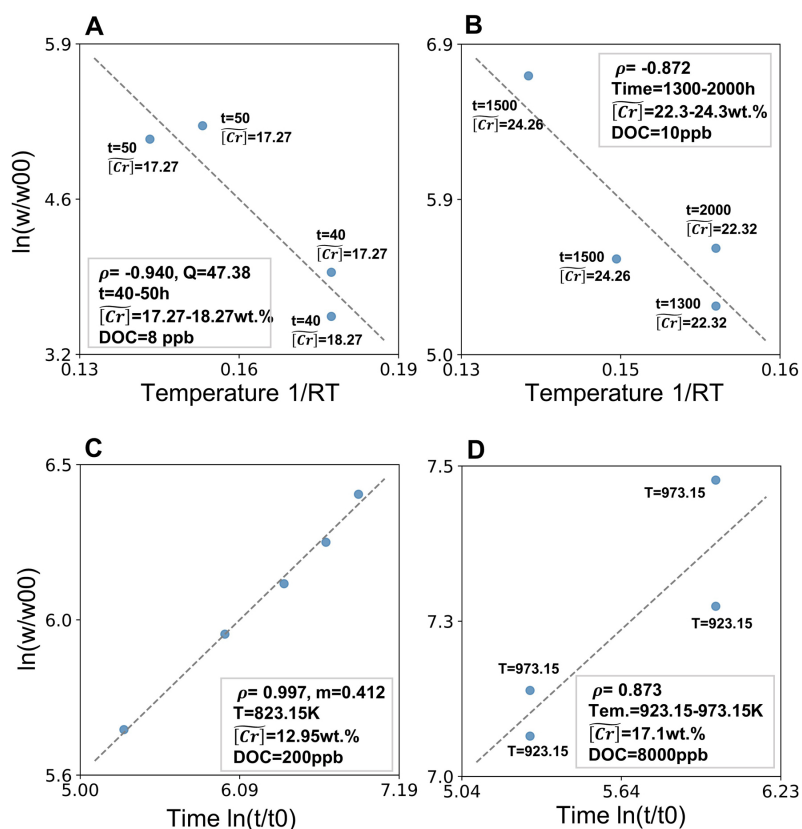 A
5.9
4.6
3.2
ln(w/w00)
t=50
[Cr]=17.27
t=50
[Cr]=17.27
t=40
[Cr]=17.27
t=40
[Cr]=18.27
ρ= -0.940, Q=47.38
t=40-50h
[Cr]=17.27-18.27wt.%
DOC=8 ppb
0.13
0.16
0.19
Temperature 1/RT
B
6.9
5.9
5.0
ρ= -0.872
Time=1300-2000h
[Cr]=22.3-24.3wt.%
DOC=10ppb
t=1500
[Cr]=24.26
t=2000
[Cr]=22.32
t=1500
[Cr]=24.26
t=1300
[Cr]=22.32
0.13
0.15
0.16
Temperature 1/RT
C
6.5
6.0
5.6
ln(w/w00)
ρ= 0.997, m=0.412
T=823.15K
[Cr]=12.95wt.%
DOC=200ppb
5.00
6.09
7.19
Time ln(t/t0)
D
7.5
7.3
7.0
T=973.15
T=923.15
T=973.15
T=923.15
ρ= 0.873
Tem.=923.15-973.15K
[Cr]=17.1wt.%
DOC=8000ppb
5.04
5.64
6.23
Time ln(t/t0)